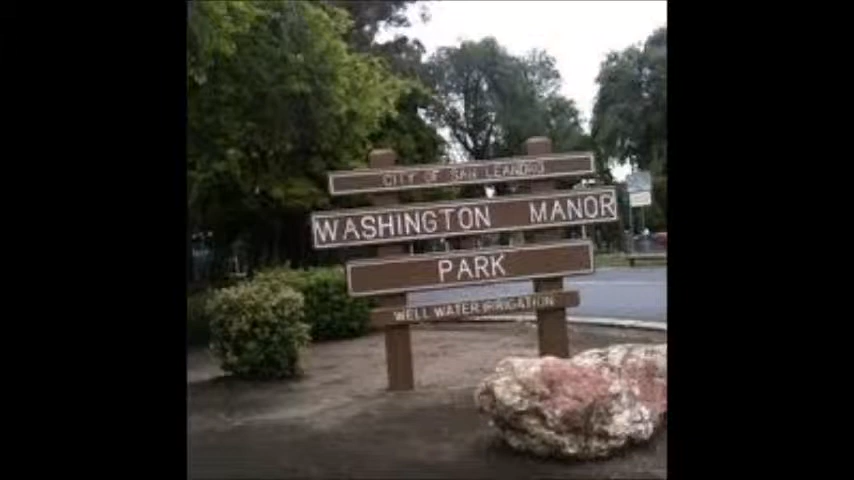 CITY OF SAN LEANDRO
WASHINGTON MANOR
PARK
WELL WATER IRRIGATION